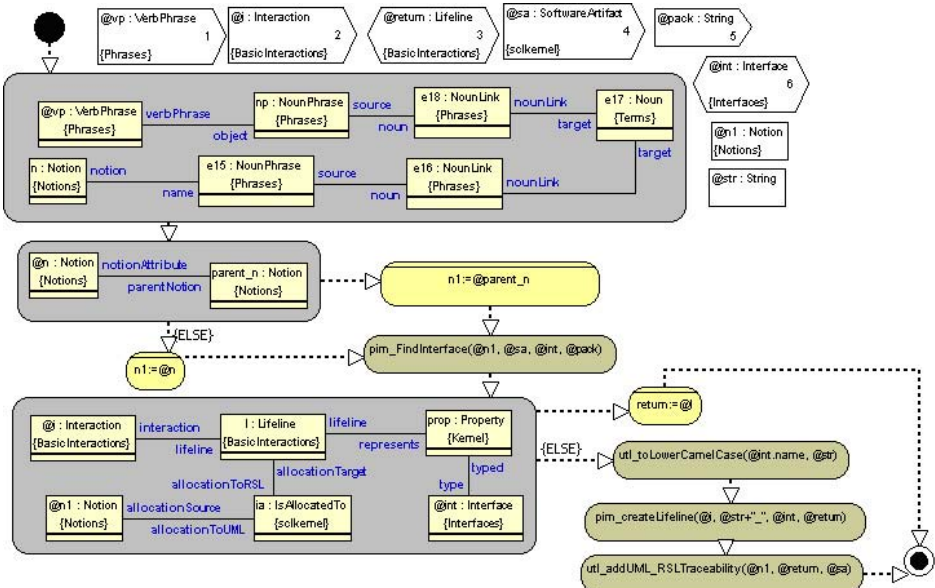 @vp : VerbPhrase
1
{Phrases}
@i : Interaction
2
{BasicInteractions}
@return : Lifeline
3
{BasicInteractions}
@sa : SoftwareArtifact
4
{sclkernel}
@pack : String
5
@int : Interface
6
{Interfaces}
@n1 : Notion
{Notions}
@str : String
@vp : VerbPhrase
{Phrases}
verbPhrase
object
np : NounPhrase
{Phrases}
source
noun
e18 : NounLink
{Phrases}
nounLink
target
e17 : Noun
{Terms}
target
n : Notion
{Notions}
notion
name
e15 : NounPhrase
{Phrases}
source
noun
e16 : NounLink
{Phrases}
nounLink
@n : Notion
{Notions}
notionAttribute
parentNotion
parent_n : Notion
{Notions}
n1:=@parent_n
{ELSE}
n1:=@n
pim_FindInterface(@n1, @sa, @int, @pack)
@i : Interaction
{BasicInteractions}
interaction
lifeline
l : Lifeline
{BasicInteractions}
lifeline
represents
prop : Property
{Kernel}
allocationTarget
allocationToRSL
typed
type
@n1 : Notion
{Notions}
allocationSource
allocationToUML
ia : IsAllocatedTo
{sclkernel}
@int : Interface
{Interfaces}
return:=@l
{ELSE}
utl_toLowerCamelCase(@int.name, @str)
pim_createLifeline(@i, @str+"_", @int, @return)
utl_addUML_RSLTraceability(@n1, @return, @sa)